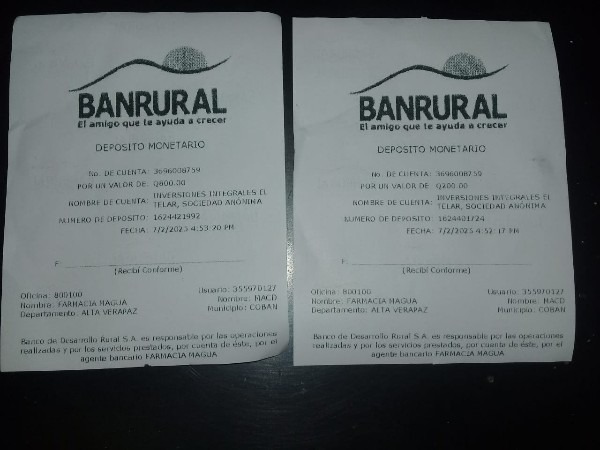 BANRURAL
El amigo que te ayuda a crecer
DEPOSITO MONETARIO
No. DE CUENTA: 3696008759
POR UN VALOR DE: Q800.00
NOMBRE DE CUENTA: INVERSIONES INTEGRALES EL TELAR, SOCIEDAD ANONIMA
NUMERO DE DEPOSITO: 1624421992
FECHA: 7/2/2025 4:53:20 PM
F.
(Recibí Conforme)
Oficina: 800100 Usuario: 355970127
Nombre: FARMACIA MAGUA Nombre: MACD
Departamento: ALTA VERAPAZ Municipio: COBAN
Banco de Desarrollo Rural S.A. es responsable por las operaciones
realizadas y por los servicios prestados, por cuenta de éste, por el
agente bancario FARMACIA MAGUA
BANRURAL
El amigo que te ayuda a crecer
DEPOSITO MONETARIO
No. DE CUENTA: 3696008759
POR UN VALOR DE: Q200.00
NOMBRE DE CUENTA: INVERSIONES INTEGRALES EL TELAR, SOCIEDAD ANONIMA
NUMERO DE DEPOSITO: 1624401724
FECHA: 7/2/2025 4:52:17 PM
F.
(Recibí Conforme)
Oficina: 800100 Usuario: 355970127
Nombre: FARMACIA MAGUA Nombre: MACD
Departamento: ALTA VERAPAZ Municipio: COBAN
Banco de Desarrollo Rural S.A. es responsable por las operaciones
realizadas y por los servicios prestados, por cuenta de éste, por el
agente bancario FARMACIA MAGUA